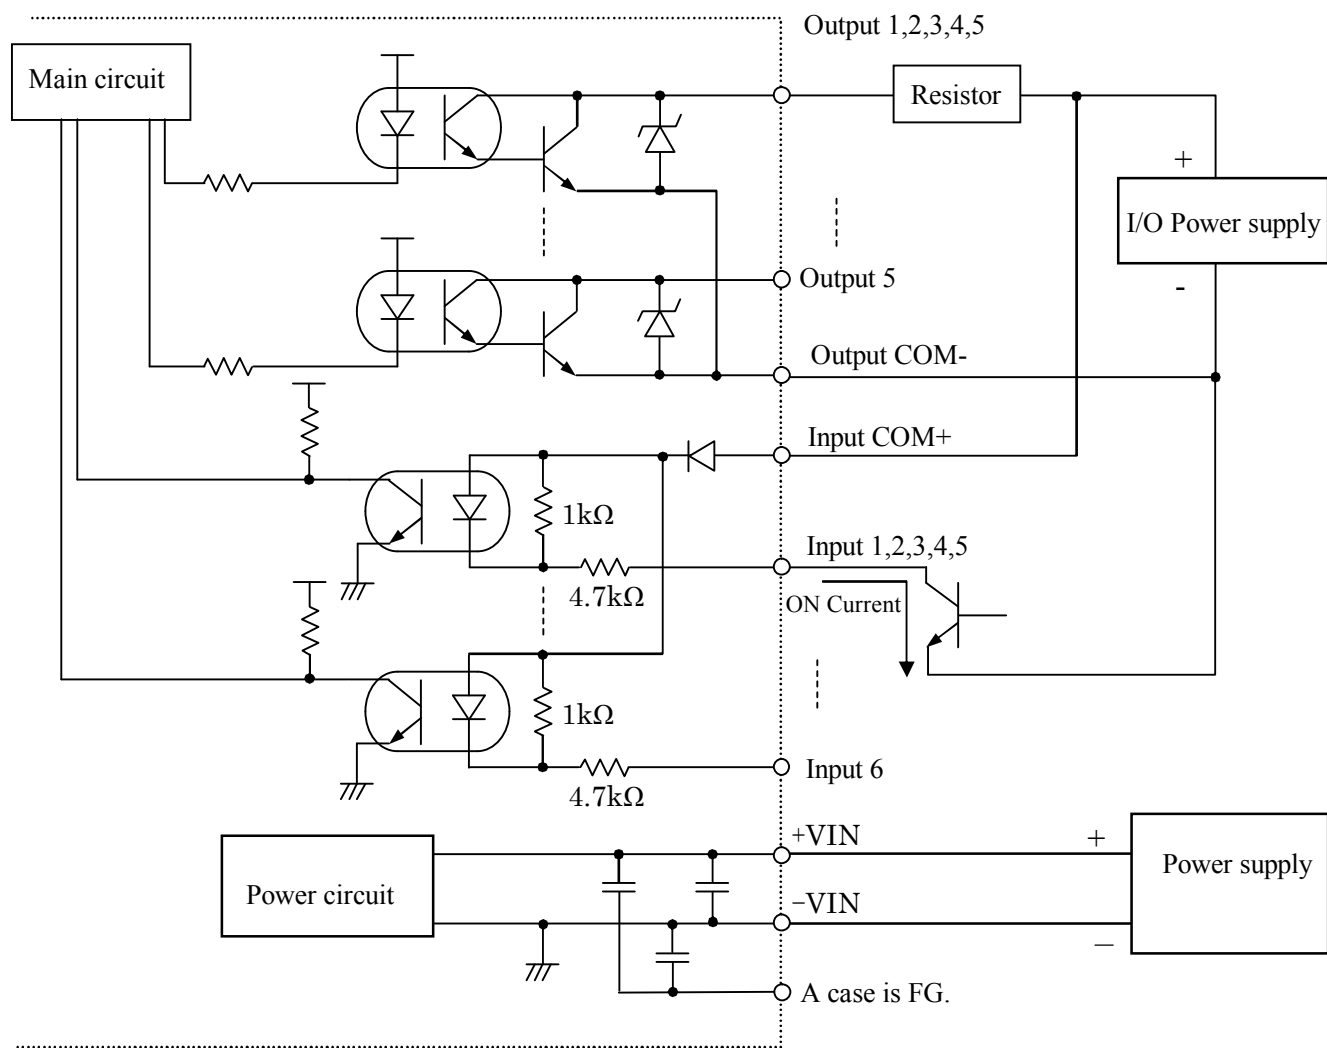 Output 1,2,3,4,5
Main circuit
Resistor
+
I/O Power supply
-
Output 5
Output COM-
Input COM+
1kΩ
Input 1,2,3,4,5
4.7kΩ
ON Current
1kΩ
Input 6
4.7kΩ
+VIN
+
Power supply
Power circuit
−VIN
−
A case is FG.